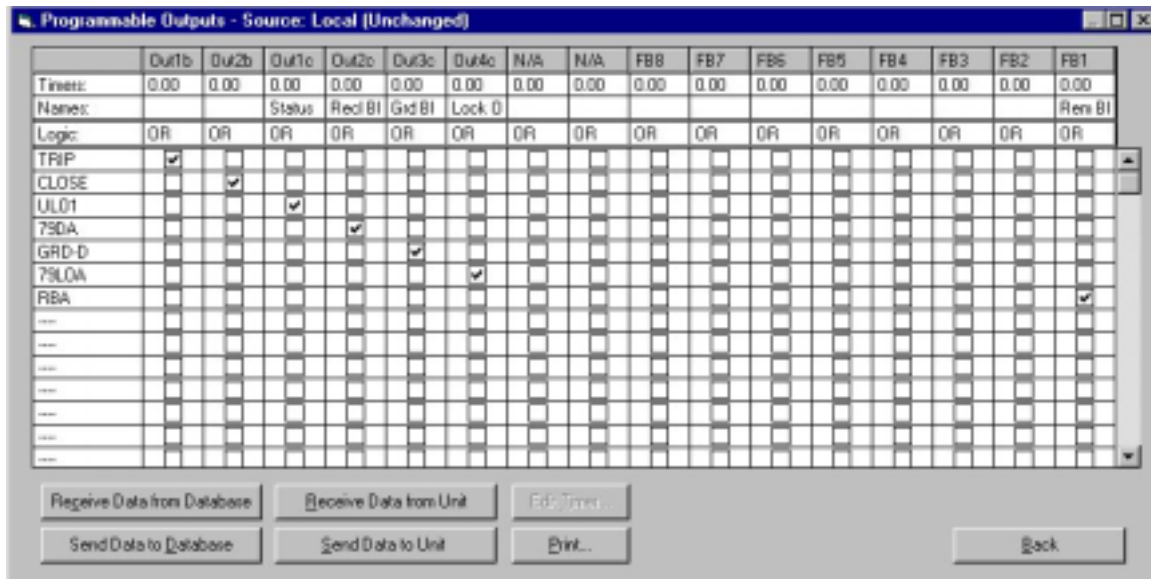 Programmable Outputs - Source: Local (Unchanged)
Out1b Out2b Out1c Out2c Out3c Out4c N/A N/A FB8 FB7 FB6 FB5 FB4 FB3 FB2 FB1
Timers: 0.00 0.00 0.00 0.00 0.00 0.00 0.00 0.00 0.00 0.00 0.00 0.00 0.00 0.00 0.00 0.00
Names: Status Recl Bl Grd Bl Lock O Rem Bl
Logic: OR OR OR OR OR OR OR OR OR OR OR OR OR OR OR OR
TRIP
CLOSE
ULO1
79DA
GRD-D
79LOA
RBA
----
----
----
----
----
----
----
Receive Data from Database Receive Data from Unit Edit Timer...
Send Data to Database Send Data to Unit Print... Back